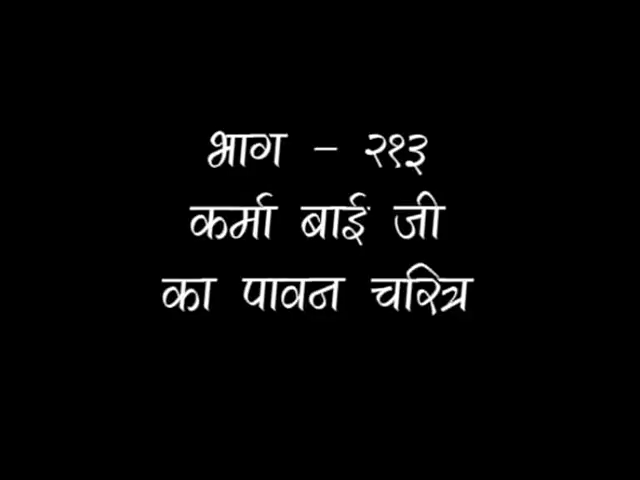 भाग - २१३
कर्मा बाई जी
का पावन चरित्र